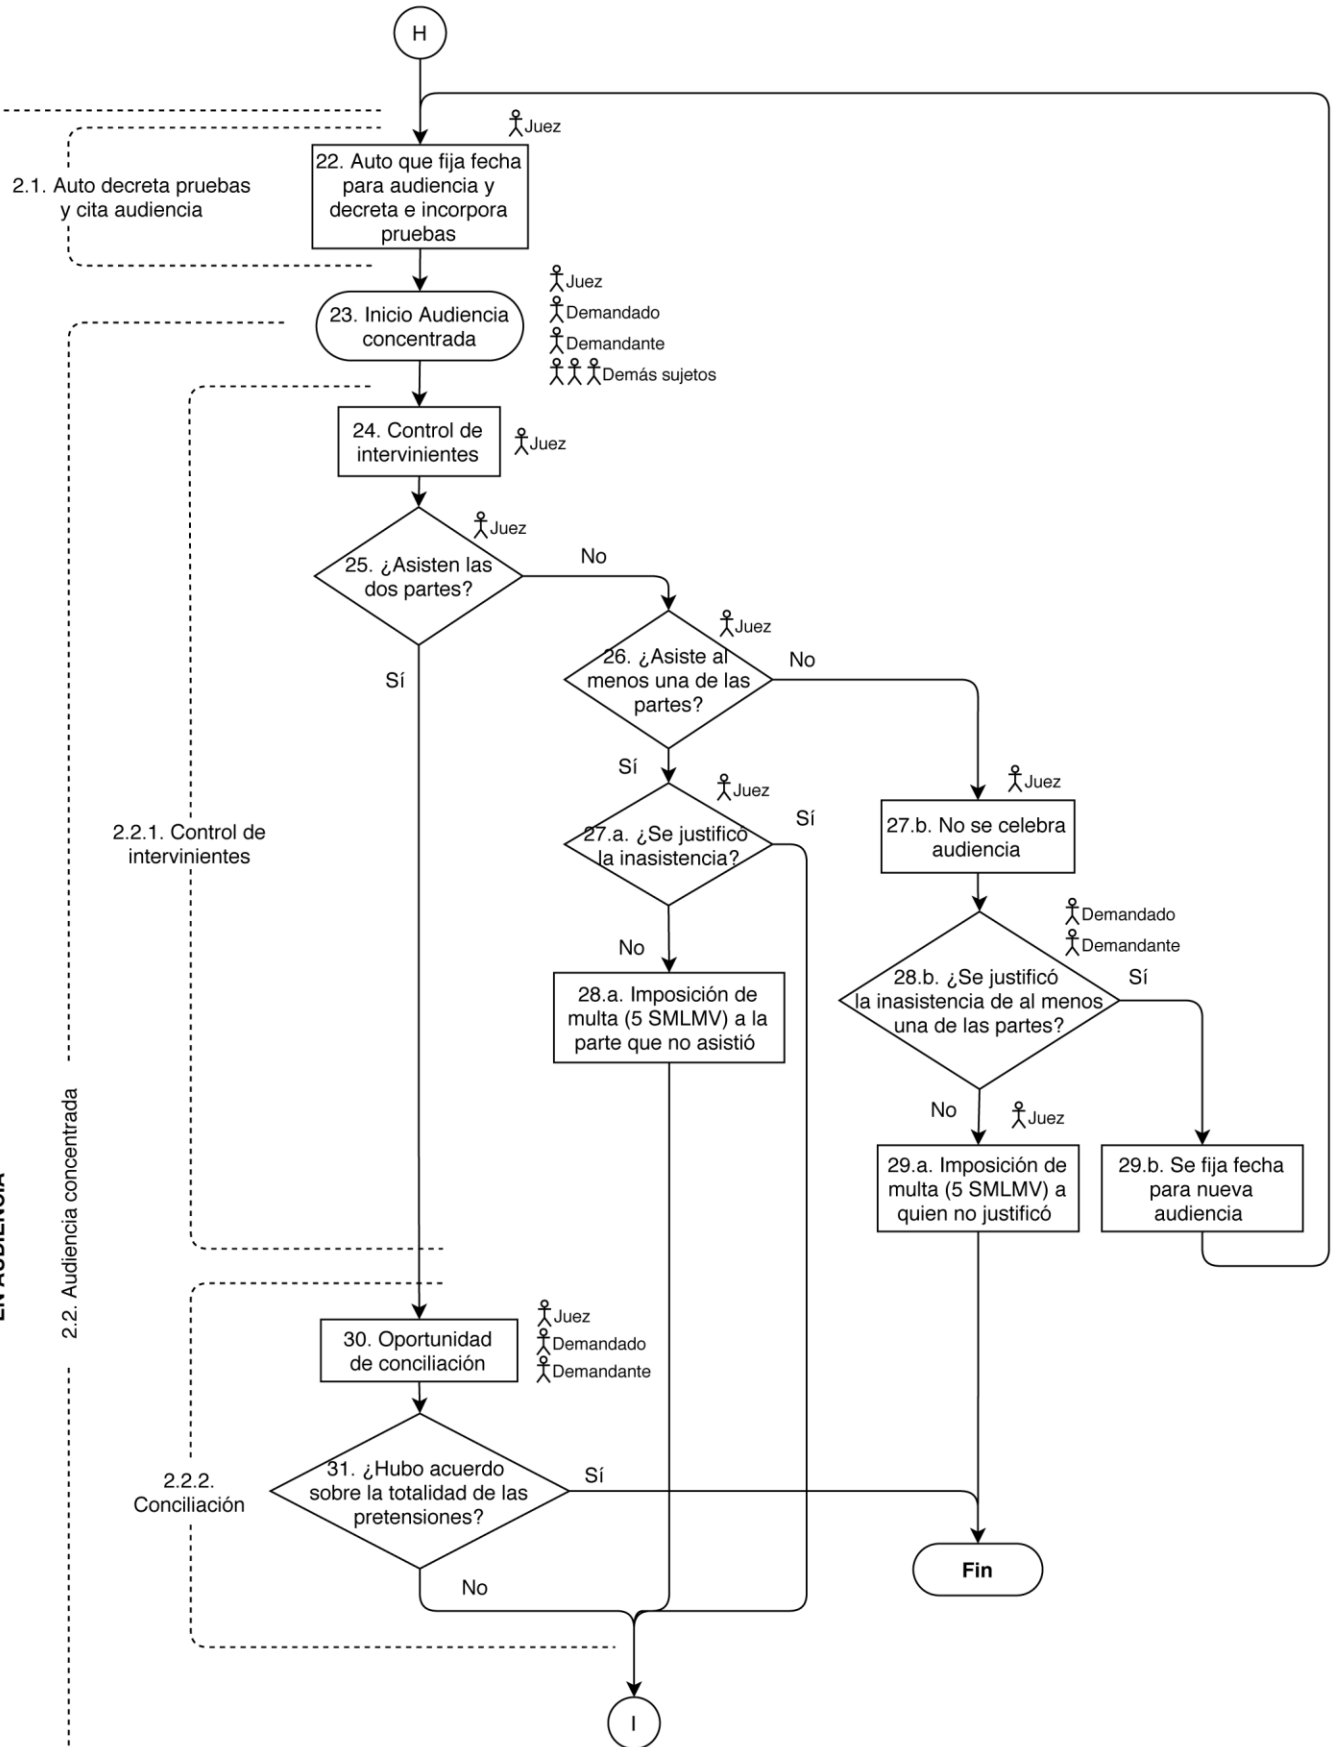 H
Juez
22. Auto que fija fecha
para audiencia y
decreta e incorpora
pruebas
2.1. Auto decreta pruebas
y cita audiencia
23. Inicio Audiencia
concentrada
Juez
Demandado
Demandante
Demás sujetos
24. Control de
intervinientes
Juez
Juez
25. ¿Asisten las
dos partes?
No
Sí
Juez
26. ¿Asiste al
menos una de las
partes?
No
Sí
Juez
27.a. ¿Se justificó
la inasistencia?
Sí
No
Juez
27.b. No se celebra
audiencia
2.2.1. Control de
intervinientes
Demandado
Demandante
28.b. ¿Se justificó
la inasistencia de al menos
una de las partes?
Sí
No
28.a. Imposición de
multa (5 SMLMV) a la
parte que no asistió
Juez
29.a. Imposición de
multa (5 SMLMV) a
quien no justificó
29.b. Se fija fecha
para nueva
audiencia
EN AUDIENCIA
2.2. Audiencia concentrada
30. Oportunidad
de conciliación
Juez
Demandado
Demandante
31. ¿Hubo acuerdo
sobre la totalidad de las
pretensiones?
Sí
No
2.2.2.
Conciliación
Fin
I